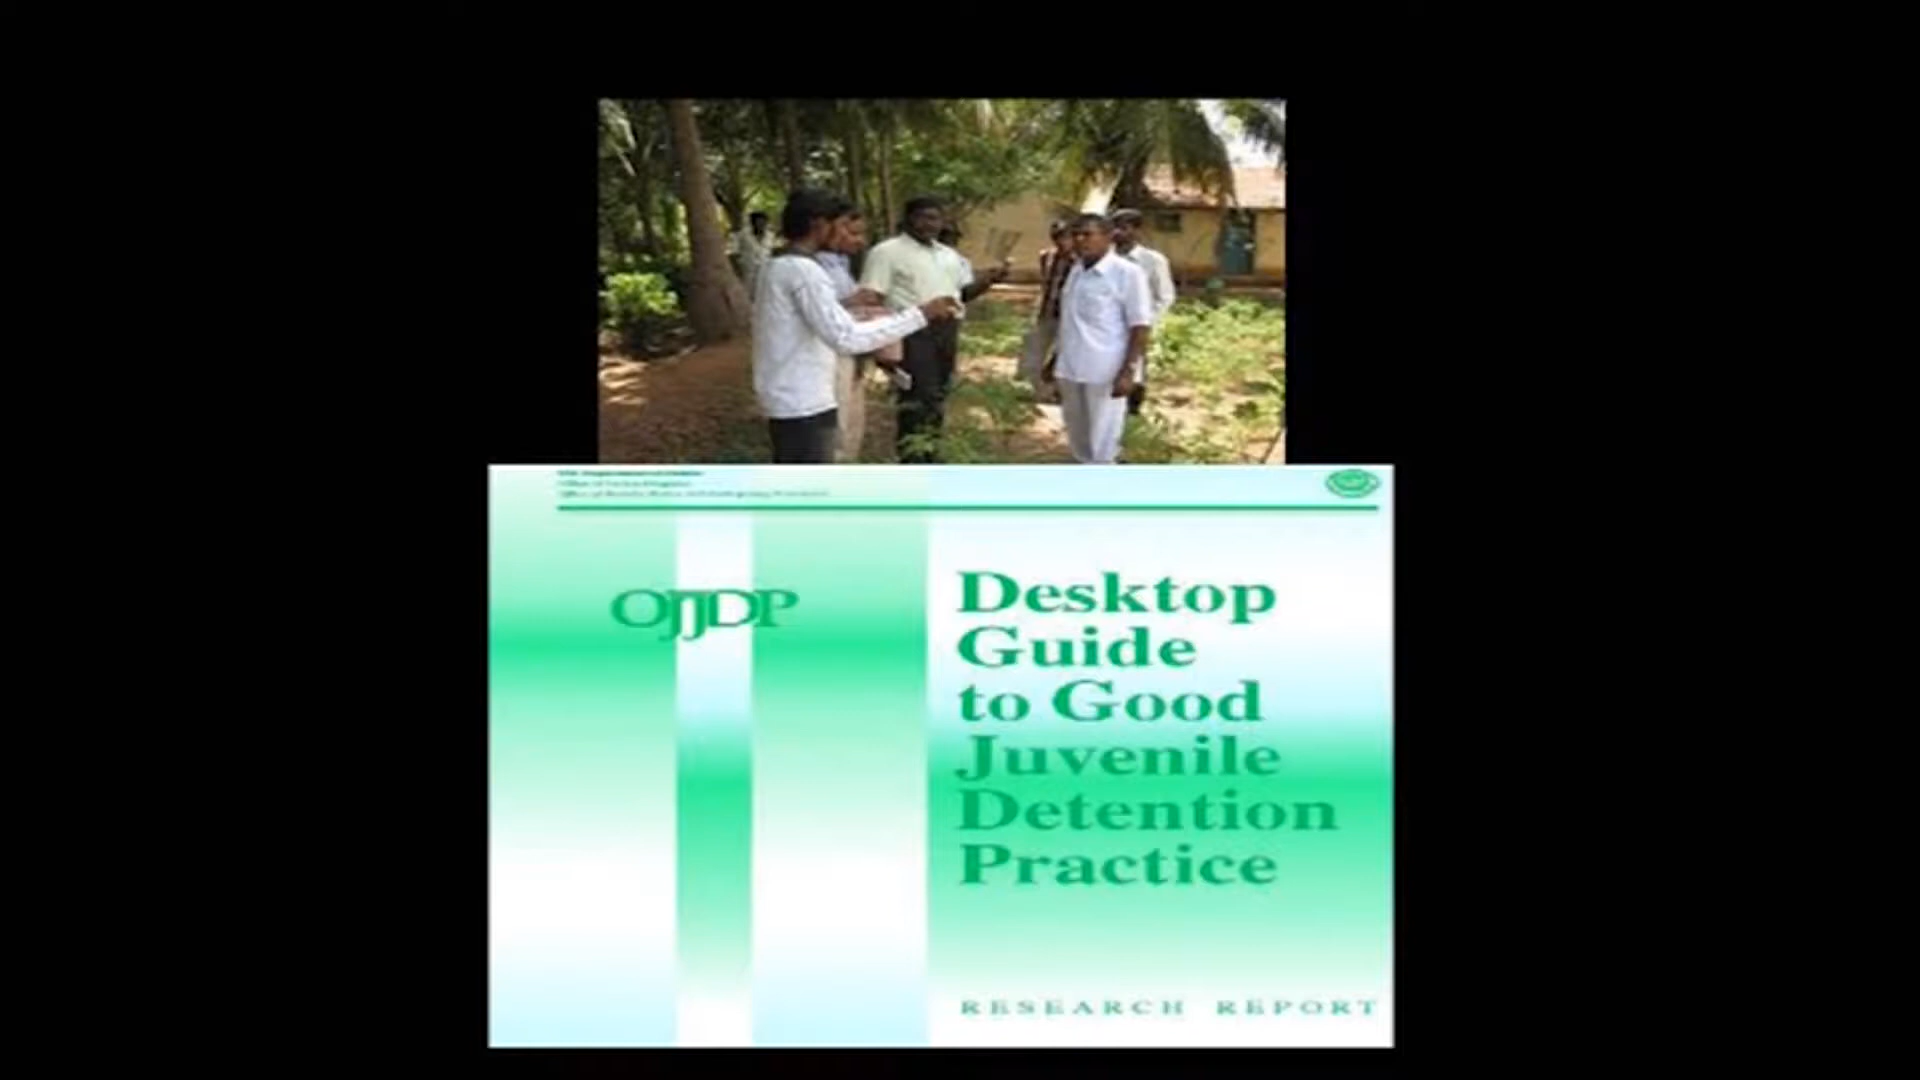 OJJDP
Desktop
Guide
to Good
Juvenile
Detention
Practice
RESEARCH REPORT